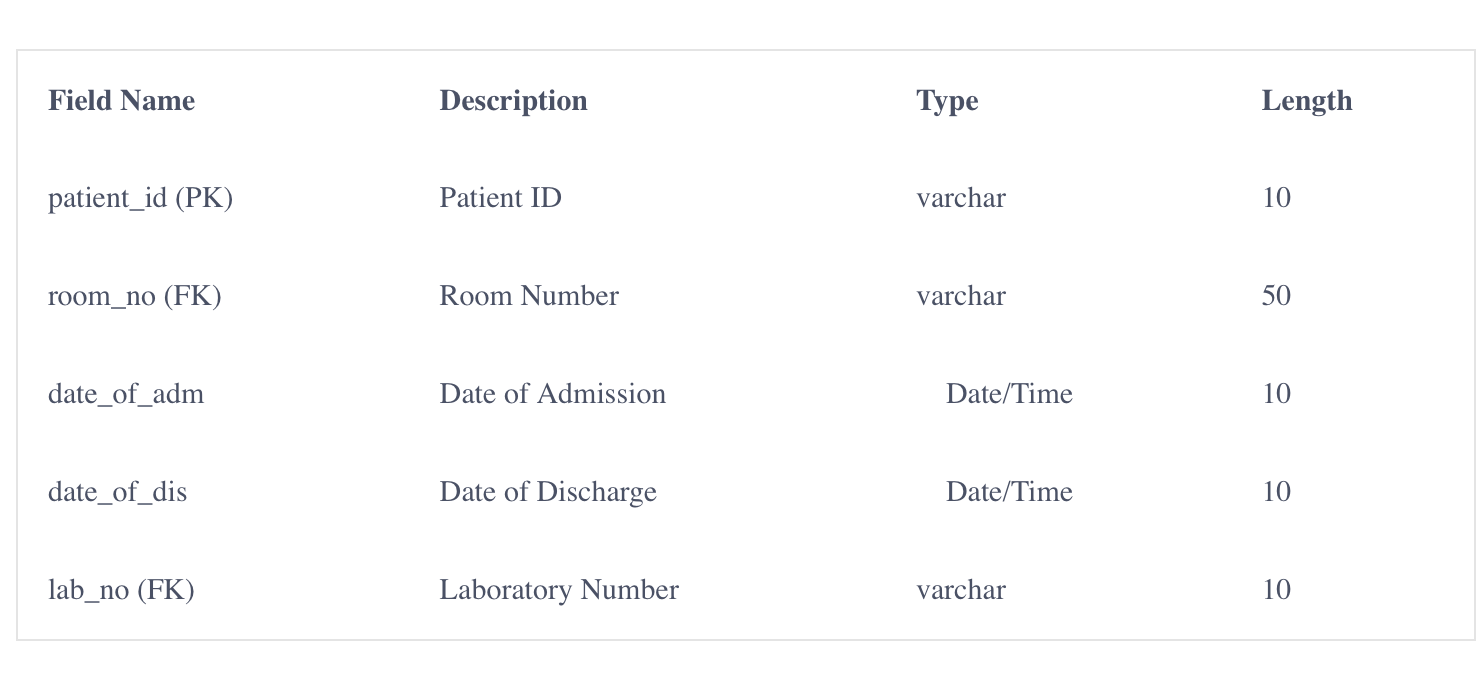 Field Name Description Type Length
patient_id (PK) Patient ID varchar 10
room_no (FK) Room Number varchar 50
date_of_adm Date of Admission Date/Time 10
date_of_dis Date of Discharge Date/Time 10
lab_no (FK) Laboratory Number varchar 10